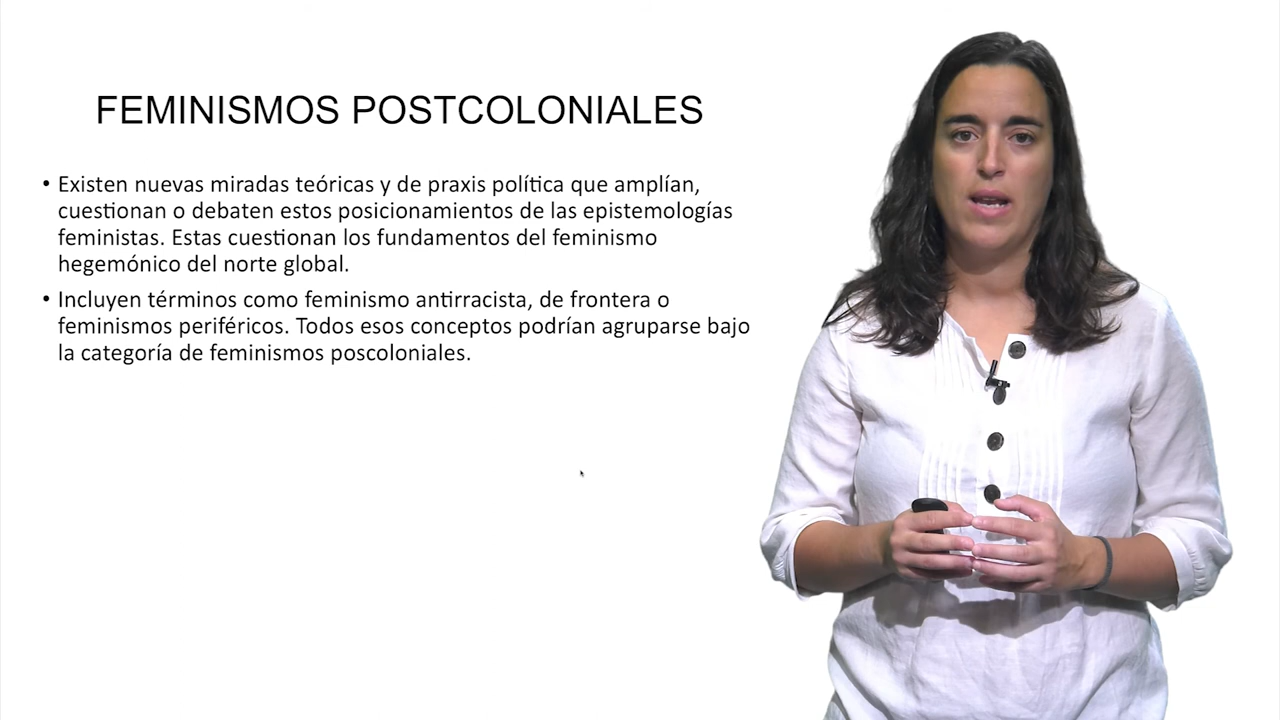 FEMINISMOS POSTCOLONIALES
• Existen nuevas miradas teóricas y de praxis política que amplían,
cuestionan o debaten estos posicionamientos de las epistemologías
feministas. Estas cuestionan los fundamentos del feminismo
hegemónico del norte global.
• Incluyen términos como feminismo antirracista, de frontera o
feminismos periféricos. Todos esos conceptos podrían agruparse bajo
la categoría de feminismos poscoloniales.